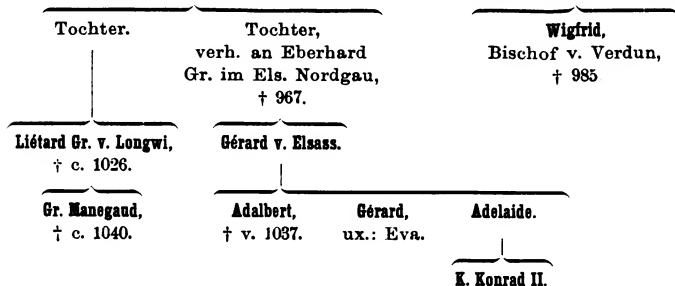 Tochter.
Tochter,
verh. an Eberhard
Gr. im Els. Nordgau,
† 967.
Wigfrid,
Bischof v. Verdun,
† 985
Liétard Gr. v. Longwi,
† c. 1026.
Gérard v. Elsass.
Gr. Manegaud,
† c. 1040.
Adalbert,
† v. 1037.
Gérard,
ux.: Eva.
Adelaide.
K. Konrad II.